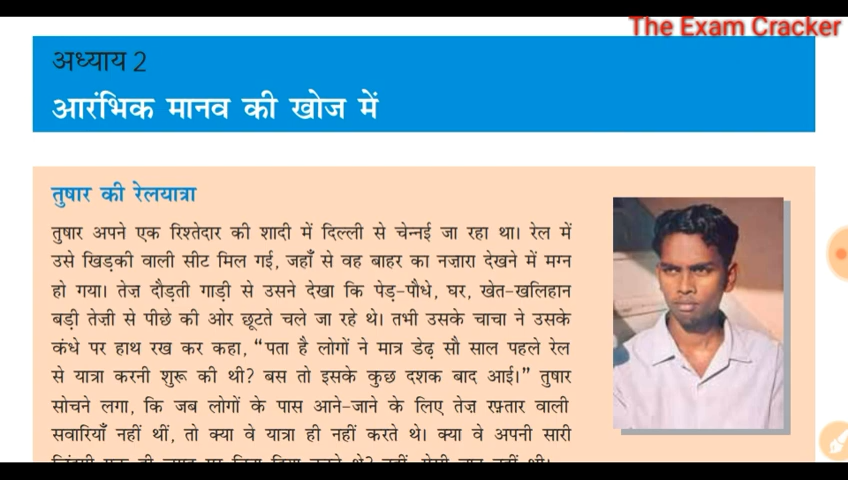 The Exam Cracker
अध्याय 2
आरंभिक मानव की खोज में
तुषार की रेलयात्रा
तुषार अपने एक रिश्तेदार की शादी में दिल्ली से चेन्नई जा रहा था। रेल में
उसे खिड़की वाली सीट मिल गई, जहाँ से वह बाहर का नज़ारा देखने में मग्न
हो गया। तेज़ दौड़ती गाड़ी से उसने देखा कि पेड़-पौधे, घर, खेत-खलिहान
बड़ी तेज़ी से पीछे की ओर छूटते चले जा रहे थे। तभी उसके चाचा ने उसके
कंधे पर हाथ रख कर कहा, “पता है लोगों ने मात्र डेढ़ सौ साल पहले रेल
से यात्रा करनी शुरू की थी? बस तो इसके कुछ दशक बाद आई।” तुषार
सोचने लगा, कि जब लोगों के पास आने-जाने के लिए तेज़ रफ़्तार वाली
सवारियाँ नहीं थीं, तो क्या वे यात्रा ही नहीं करते थे। क्या वे अपनी सारी